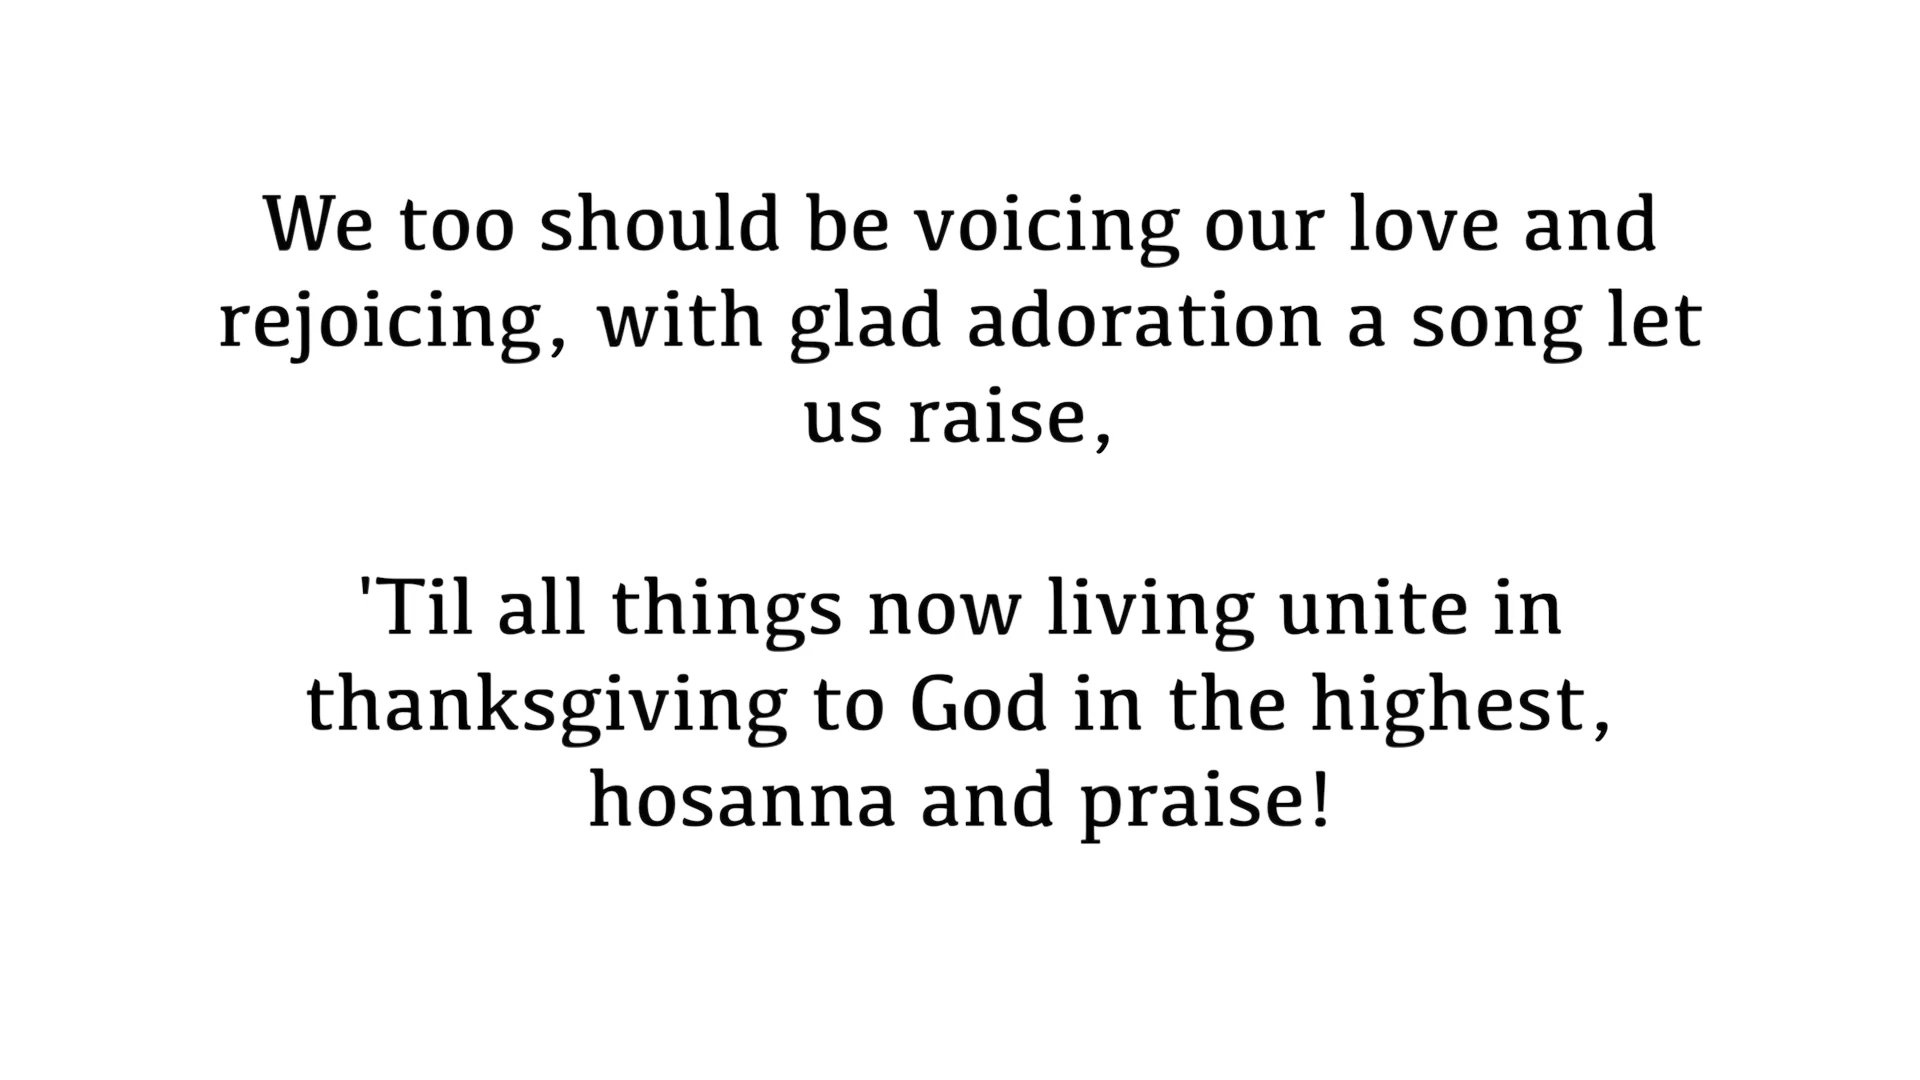 We too should be voicing our love and
rejoicing, with glad adoration a song let
us raise,
'Til all things now living unite in
thanksgiving to God in the highest,
hosanna and praise!